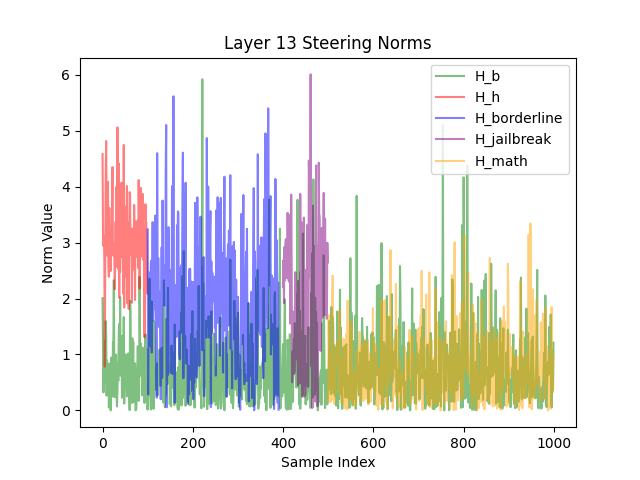 Layer 13 Steering Norms
Norm Value
6
5
4
3
2
1
0
0
200
400
600
800
1000
Sample Index
H_b
H_h
H_borderline
H_jailbreak
H_math